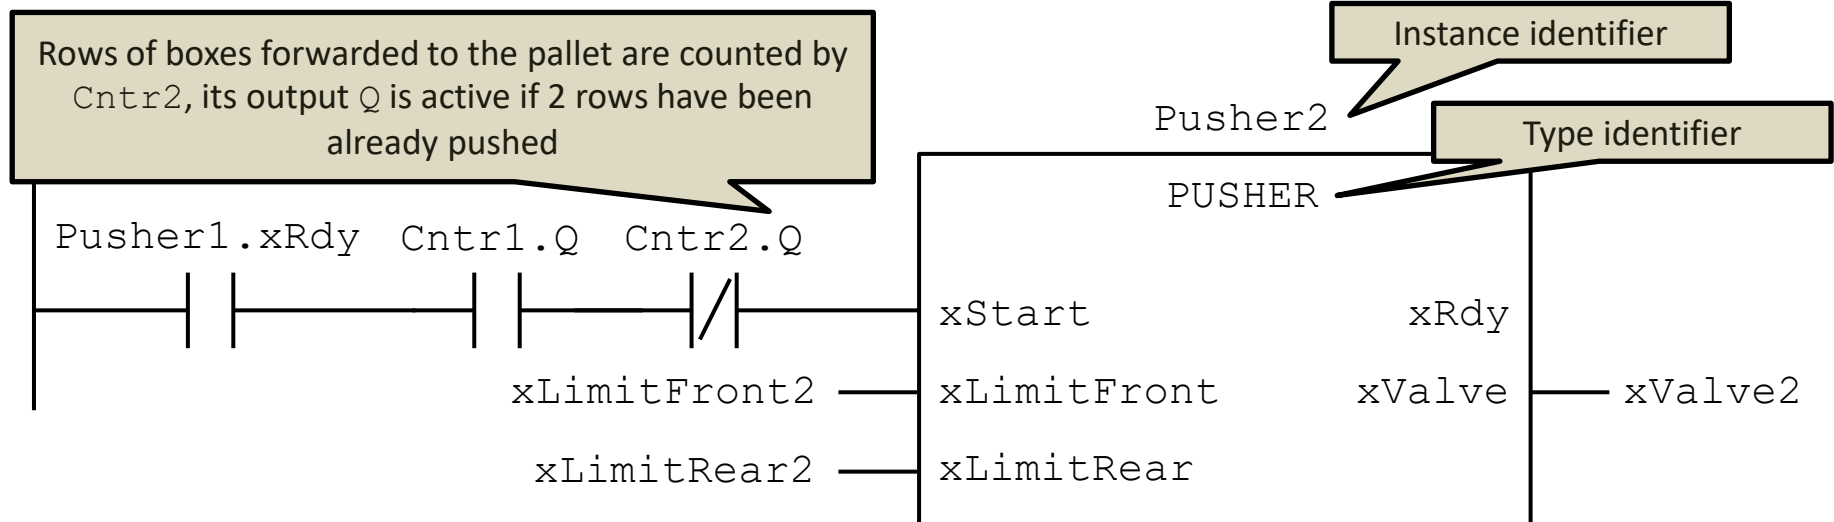 Rows of boxes forwarded to the pallet are counted by
Cntr2, its output Q is active if 2 rows have been
already pushed
Instance identifier
Pusher2
Type identifier
PUSHER
Pusher1.xRdy Cntr1.Q Cntr2.Q
xStart xRdy
xLimitFront2 xLimitFront xValve xValve2
xLimitRear2 xLimitRear